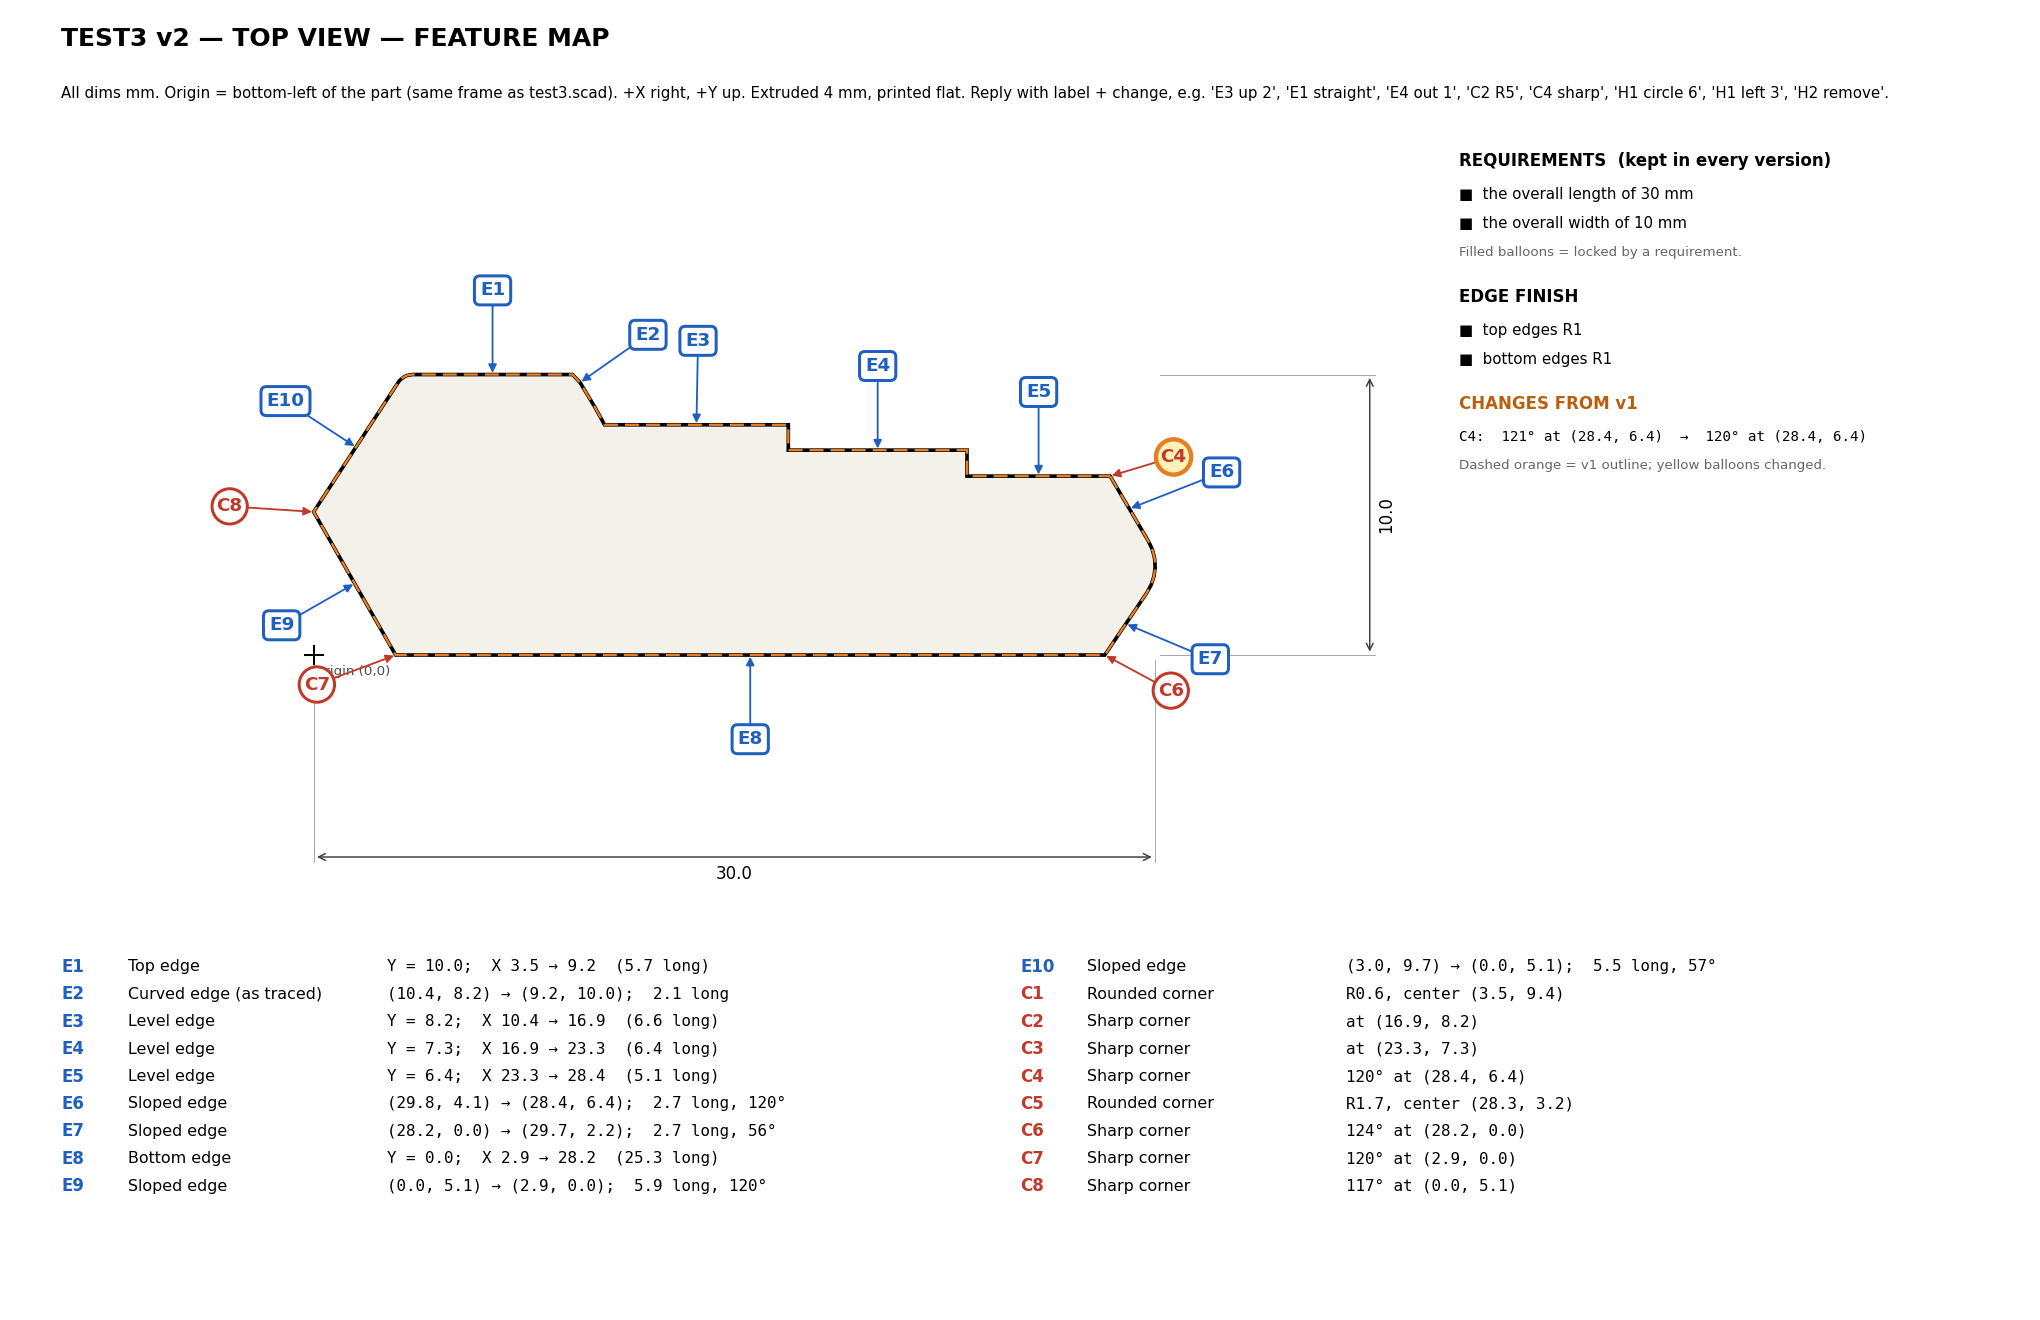 TEST3 v2 — TOP VIEW — FEATURE MAP
All dims mm. Origin = bottom-left of the part (same frame as test3.scad). +X right, +Y up. Extruded 4 mm, printed flat. Reply with label + change, e.g. 'E3 up 2', 'E1 straight', 'E4 out 1', 'C2 R5', 'C4 sharp', 'H1 circle 6', 'H1 left 3', 'H2 remove'.
REQUIREMENTS (kept in every version)
■ the overall length of 30 mm
■ the overall width of 10 mm
Filled balloons = locked by a requirement.
EDGE FINISH
■ top edges R1
■ bottom edges R1
CHANGES FROM v1
C4: 121° at (28.4, 6.4) → 120° at (28.4, 6.4)
Dashed orange = v1 outline; yellow balloons changed.
E1
E2
E3
E4
E5
E10
C4
E6
C8
10.0
E9
rigin (0,0)
C7
E7
C6
E8
30.0
E1 Top edge Y = 10.0; X 3.5 → 9.2 (5.7 long)
E2 Curved edge (as traced) (10.4, 8.2) → (9.2, 10.0); 2.1 long
E3 Level edge Y = 8.2; X 10.4 → 16.9 (6.6 long)
E4 Level edge Y = 7.3; X 16.9 → 23.3 (6.4 long)
E5 Level edge Y = 6.4; X 23.3 → 28.4 (5.1 long)
E6 Sloped edge (29.8, 4.1) → (28.4, 6.4); 2.7 long, 120°
E7 Sloped edge (28.2, 0.0) → (29.7, 2.2); 2.7 long, 56°
E8 Bottom edge Y = 0.0; X 2.9 → 28.2 (25.3 long)
E9 Sloped edge (0.0, 5.1) → (2.9, 0.0); 5.9 long, 120°
E10 Sloped edge (3.0, 9.7) → (0.0, 5.1); 5.5 long, 57°
C1 Rounded corner R0.6, center (3.5, 9.4)
C2 Sharp corner at (16.9, 8.2)
C3 Sharp corner at (23.3, 7.3)
C4 Sharp corner 120° at (28.4, 6.4)
C5 Rounded corner R1.7, center (28.3, 3.2)
C6 Sharp corner 124° at (28.2, 0.0)
C7 Sharp corner 120° at (2.9, 0.0)
C8 Sharp corner 117° at (0.0, 5.1)